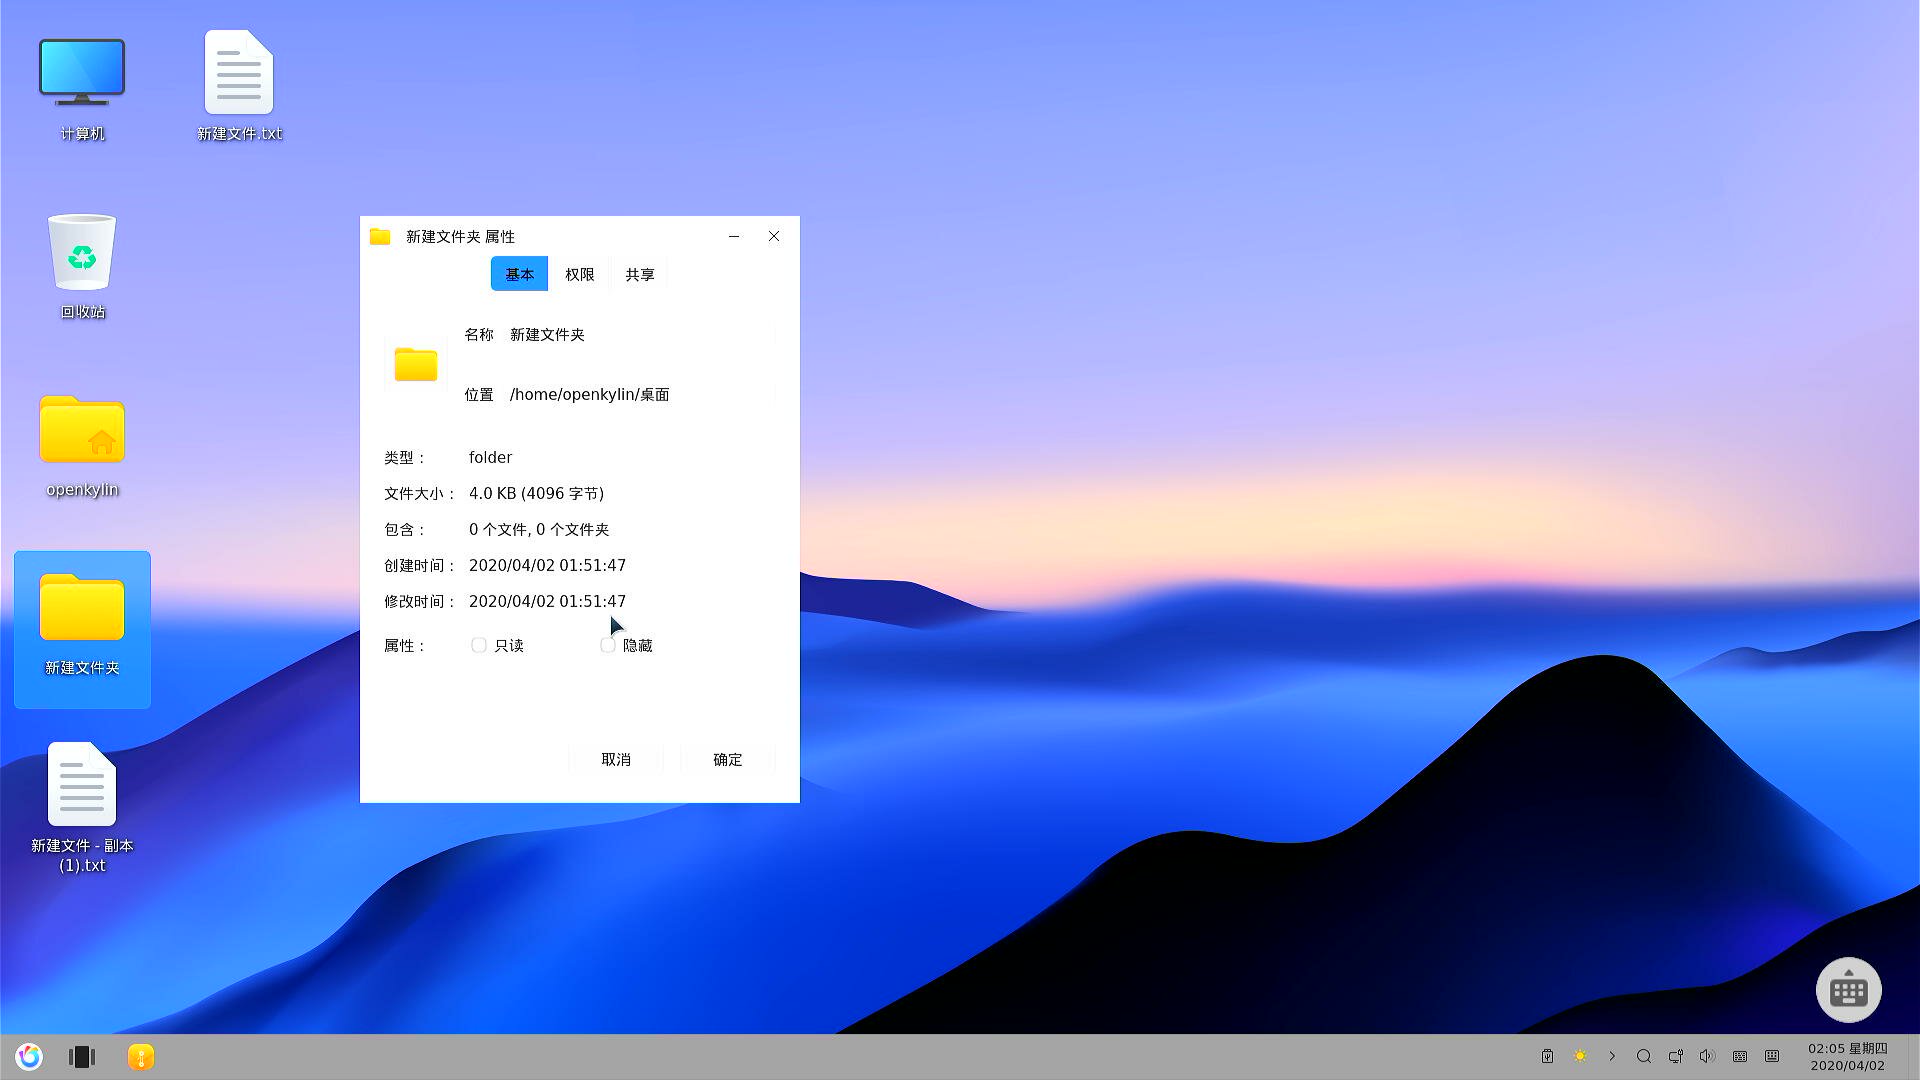 计算机
新建文件.txt
回收站
openkylin
新建文件夹
新建文件 - 副本
(1).txt
新建文件夹 属性
基本 权限 共享
名称 新建文件夹
位置 /home/openkylin/桌面
类型： folder
文件大小： 4.0 KB (4096 字节)
包含： 0 个文件, 0 个文件夹
创建时间： 2020/04/02 01:51:47
修改时间： 2020/04/02 01:51:47
属性： 只读 隐藏
取消 确定
02:05 星期四
2020/04/02